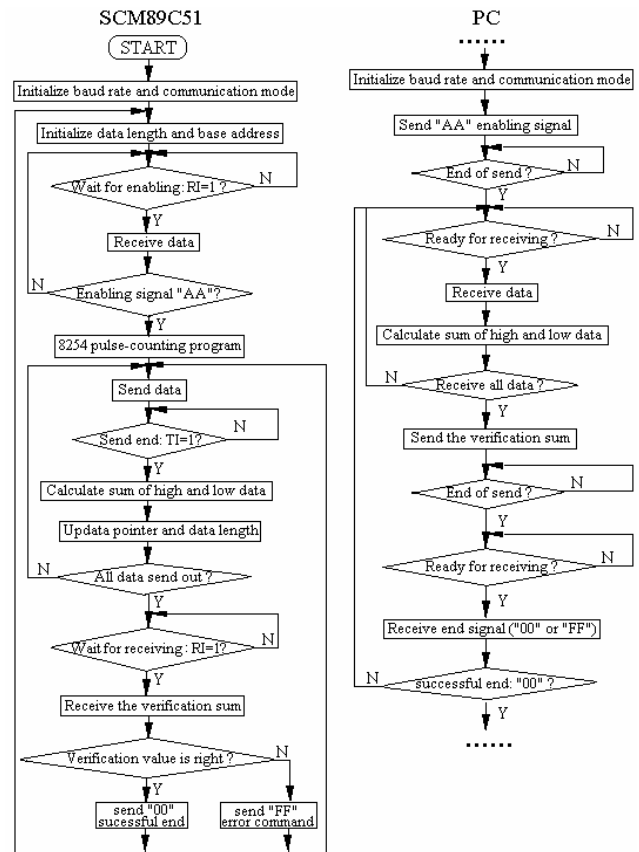 SCM89C51
START
Initialize baud rate and communication mode
Initialize data length and base address
Wait for enabling: RI=1 ?
N
Y
Receive data
N
Enabling signal "AA"?
Y
8254 pulse-counting program
Send data
Send end: TI=1?
N
Y
Calculate sum of high and low data
Updata pointer and data length
N
All data send out ?
Y
Wait for receiving: RI=1?
N
Y
Receive the verification sum
Verification value is right ?
N
Y
send "00"
sucessful end
send "FF"
error command
PC
......
Initialize baud rate and communication mode
Send "AA" enabling signal
End of send ?
N
Y
Ready for receiving ?
N
Y
Receive data
Calculate sum of high and low data
N
Receive all data ?
Y
Send the verification sum
End of send ?
N
Y
Ready for receiving ?
N
Y
Receive end signal ("00" or "FF")
N
successful end: "00" ?
Y
......